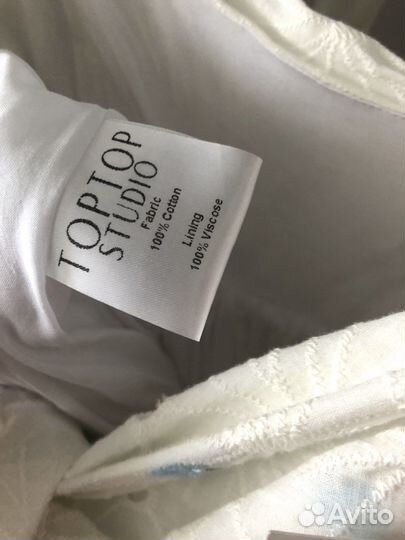 TOPTOP
STUDIO
Fabric
100% Cotton
Lining
100% Viscose
Avito